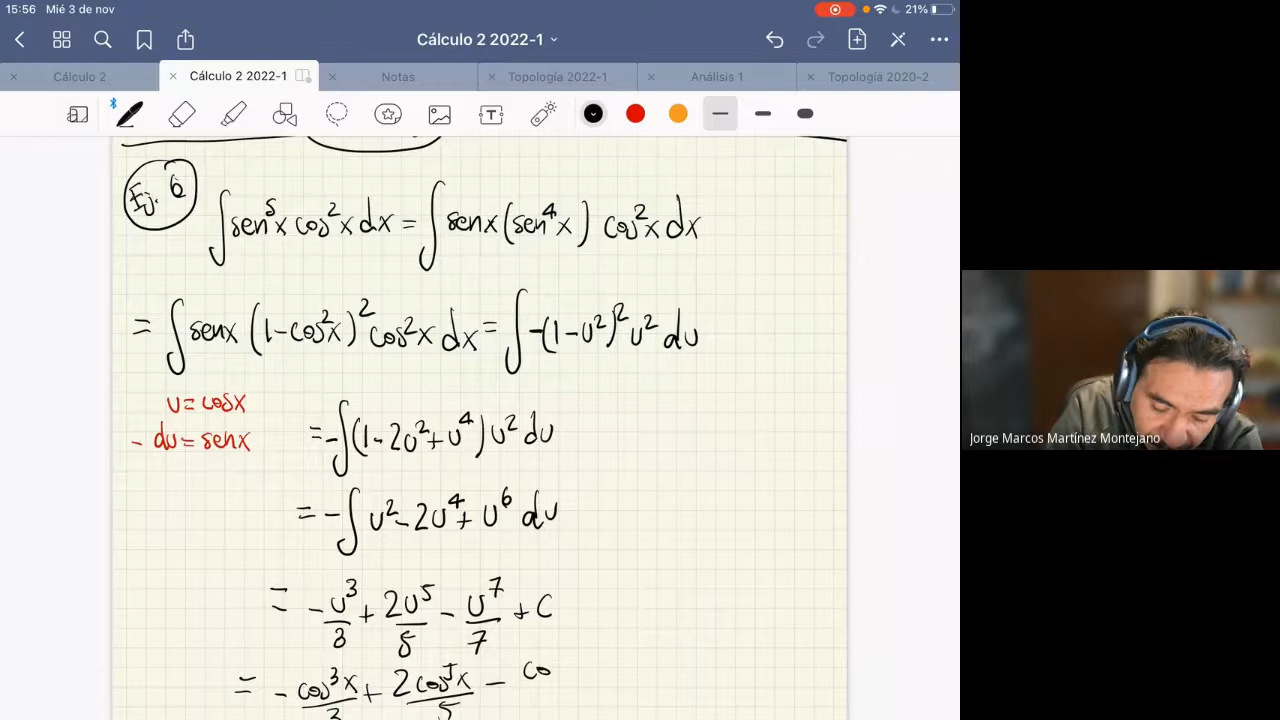 15:56 Mié 3 de nov
21%
Cálculo 2 2022-1
Cálculo 2
Cálculo 2 2022-1
Notas
Topología 2022-1
Análisis 1
Topología 2020-2
Ej. 6
∫ sen⁵x cos²x dx = ∫ senx (sen⁴x) cos²x dx
= ∫ senx (1-cos²x)² cos²x dx = ∫ -(1-u²)² u² du
u = cosx
- du = senx
= -∫ (1-2u²+u⁴) u² du
= -∫ u² - 2u⁴ + u⁶ du
= -u³/3 + 2u⁵/5 - u⁷/7 + C
= - cos³x/3 + 2cos⁵x/5 - co
Jorge Marcos Martínez Montejano